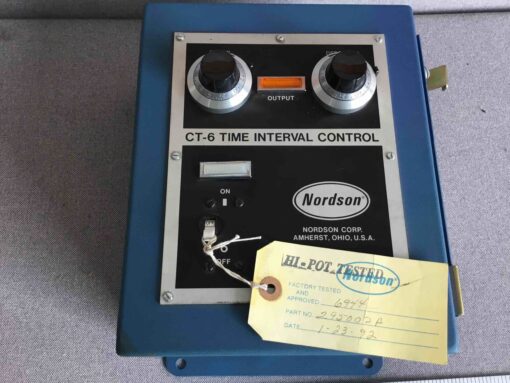 OUTPUT
CT-6 TIME INTERVAL CONTROL
ON
OFF
Nordson
NORDSON CORP.
AMHERST, OHIO, U.S.A.
HI-POT TESTED
Nordson
FACTORY TESTED
AND
APPROVED 6944
PART NO. 295002A
DATE 1-23-92